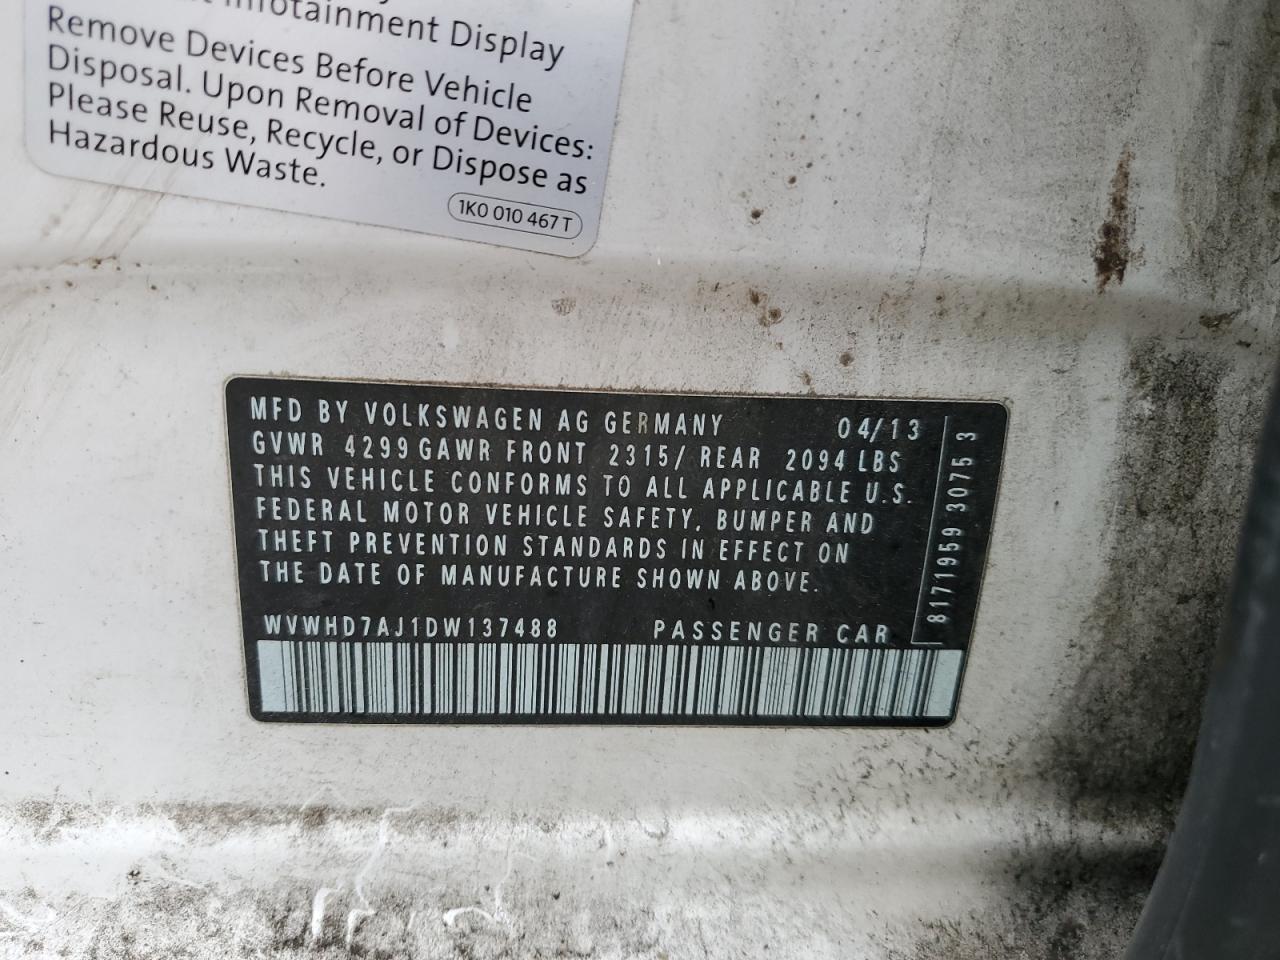 Infotainment Display
Remove Devices Before Vehicle
Disposal. Upon Removal of Devices:
Please Reuse, Recycle, or Dispose as
Hazardous Waste.
1K0 010 467 T
MFD BY VOLKSWAGEN AG GERMANY 04/13
GVWR 4299 GAWR FRONT 2315/ REAR 2094 LBS
THIS VEHICLE CONFORMS TO ALL APPLICABLE U.S.
FEDERAL MOTOR VEHICLE SAFETY, BUMPER AND
THEFT PREVENTION STANDARDS IN EFFECT ON
THE DATE OF MANUFACTURE SHOWN ABOVE.
WVWHD7AJ1DW137488 PASSENGER CAR
8171959 3075 3